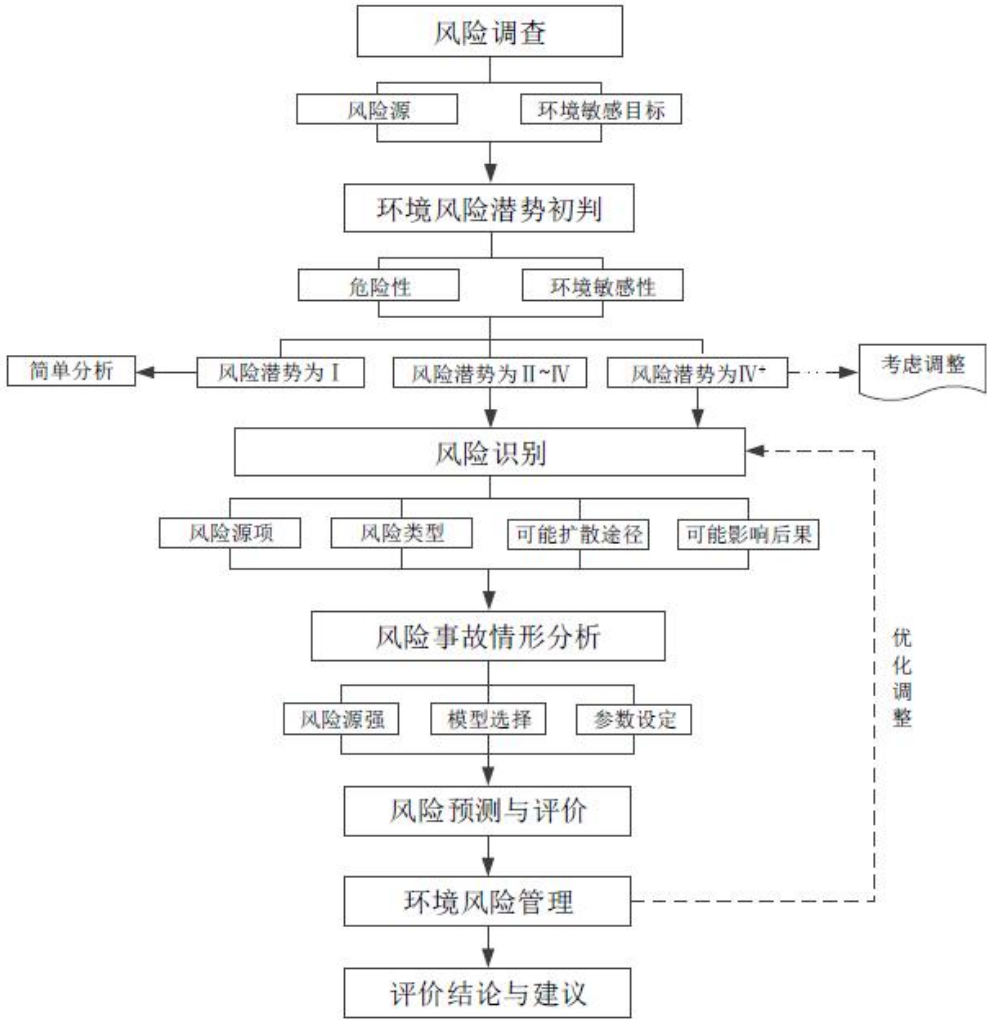 风险调查
风险源
环境敏感目标
环境风险潜势初判
危险性
环境敏感性
简单分析
风险潜势为Ⅰ
风险潜势为Ⅱ~Ⅳ
风险潜势为Ⅳ⁺
考虑调整
风险识别
风险源项
风险类型
可能扩散途径
可能影响后果
风险事故情形分析
优化调整
风险源强
模型选择
参数设定
风险预测与评价
环境风险管理
评价结论与建议